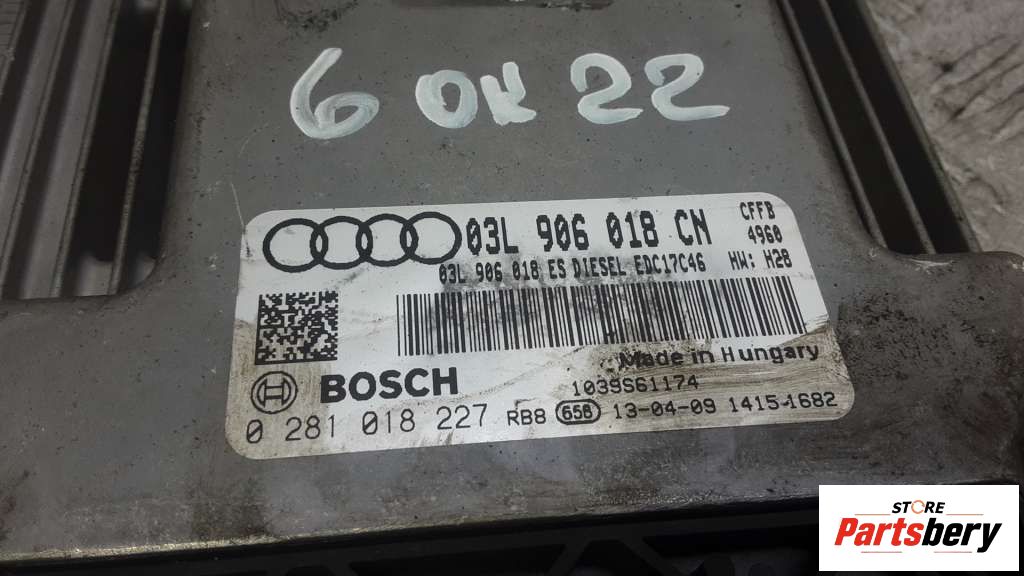 6 OK 22
03L 906 018 CN CFFB
4960
03L 906 018 ES DIESEL EDC17C46 HW: H28
Made in Hungary
BOSCH 1039S61174
0 281 018 227 RB8 656 13-04-09 1415-1682
STORE
Partsbery